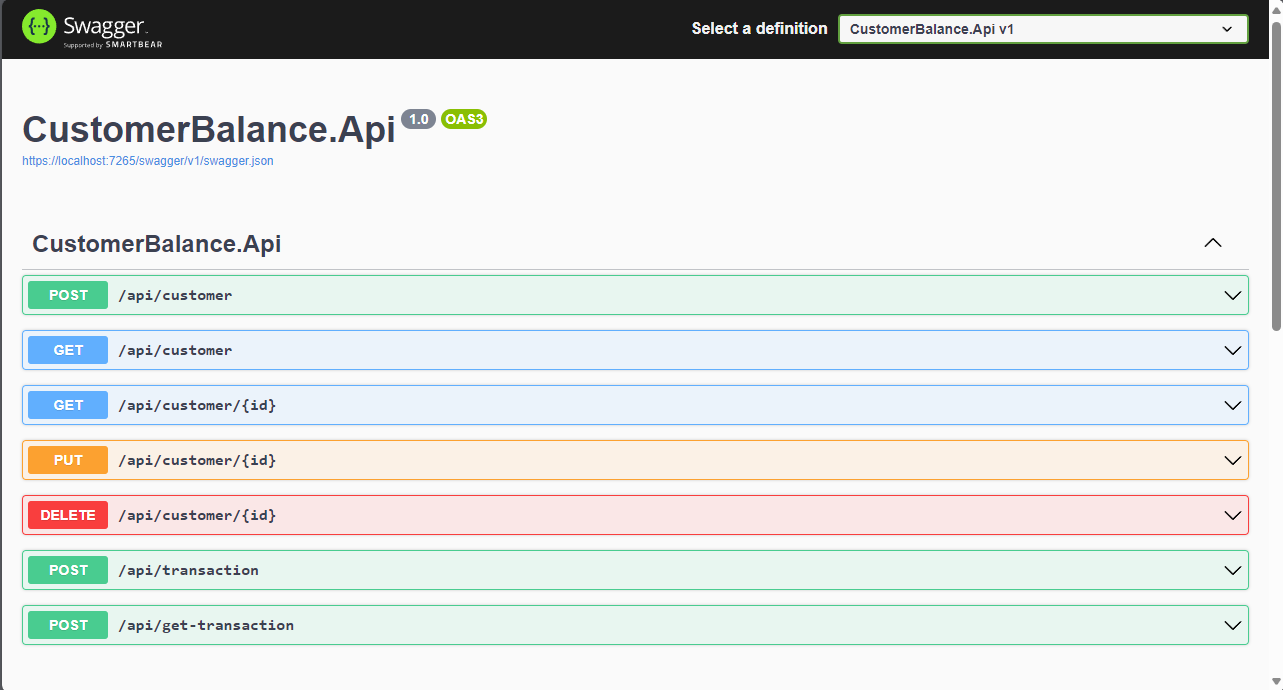 {···} Swagger™
Supported by SMARTBEAR
Select a definition
CustomerBalance.Api v1
CustomerBalance.Api 1.0 OAS3
https://localhost:7265/swagger/v1/swagger.json
CustomerBalance.Api
POST /api/customer
GET /api/customer
GET /api/customer/{id}
PUT /api/customer/{id}
DELETE /api/customer/{id}
POST /api/transaction
POST /api/get-transaction